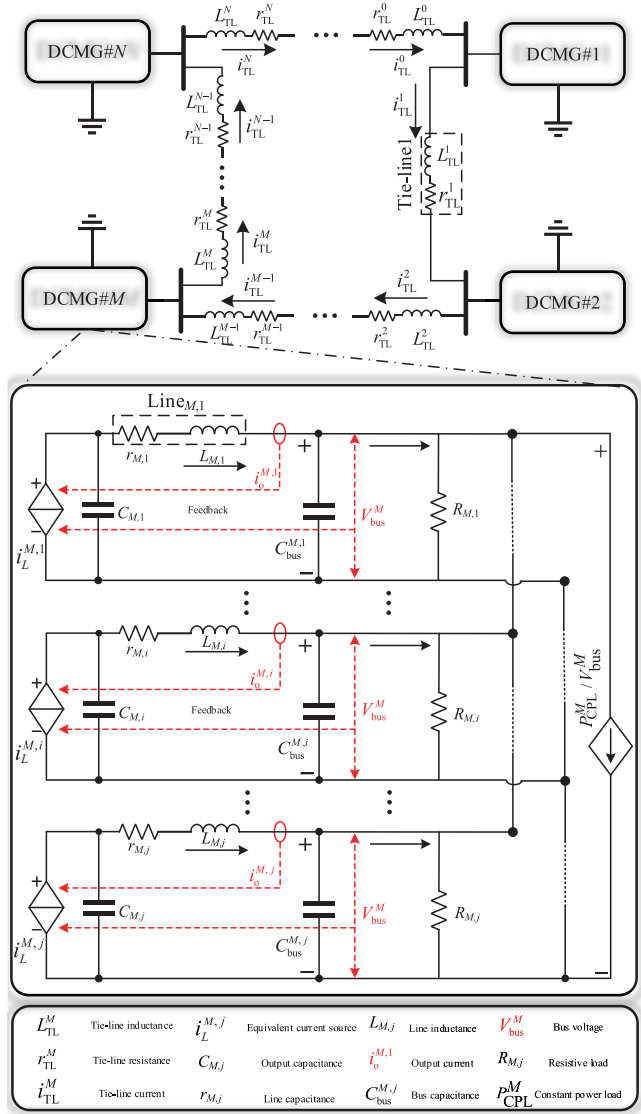 L_TL^N r_TL^N ··· r_TL^0 L_TL^0
DCMG#N
DCMG#1
i_TL^N i_TL^0
L_TL^{N-1}
r_TL^{N-1}
i_TL^{N-1}
i_TL^1
Tie-line1
L_TL^1
r_TL^1
r_TL^M
L_TL^M
i_TL^M
i_TL^{M-1}
i_TL^2
DCMG#M
DCMG#2
L_TL^{M-1} r_TL^{M-1} ··· r_TL^2 L_TL^2
Line_{M,1}
r_{M,1} L_{M,1}
i_o^{M,1}
+
+
+
−
C_{M,1} Feedback
C_bus^{M,1}
V_bus^M
R_{M,1}
i_L^{M,1}
−
r_{M,i} L_{M,i}
i_o^{M,i}
+
+
−
C_{M,i} Feedback
C_bus^{M,i}
V_bus^M
R_{M,i}
i_L^{M,i}
−
P_CPL^M / V_bus^M
r_{M,j} L_{M,j}
i_o^{M,j}
+
+
−
C_{M,j}
C_bus^{M,j}
V_bus^M
R_{M,j}
i_L^{M,j}
−
−
L_TL^M Tie-line inductance i_L^{M,j} Equivalent current source L_{M,j} Line inductance V_bus^M Bus voltage
r_TL^M Tie-line resistance C_{M,j} Output capacitance i_o^{M,1} Output current R_{M,j} Resistive load
i_TL^M Tie-line current r_{M,j} Line capacitance C_bus^{M,j} Bus capacitance P_CPL^M Constant power load